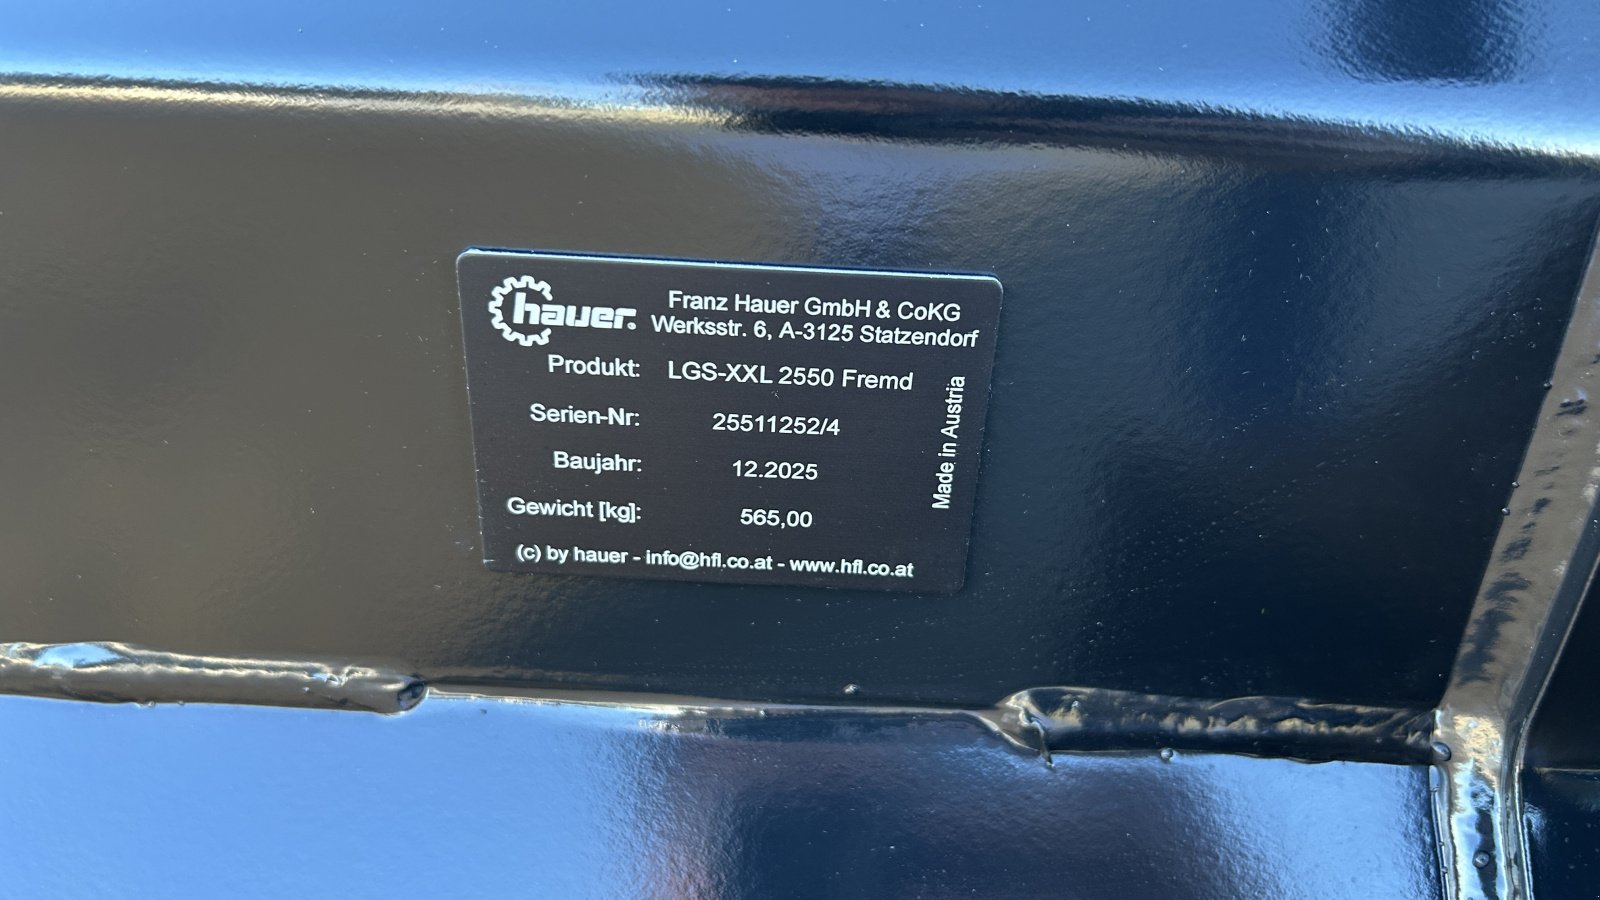 hauer.
Franz Hauer GmbH & CoKG
Werksstr. 6, A-3125 Statzendorf
Produkt: LGS-XXL 2550 Fremd
Serien-Nr: 25511252/4
Baujahr: 12.2025
Gewicht [kg]: 565,00
Made in Austria
(c) by hauer - info@hfl.co.at - www.hfl.co.at